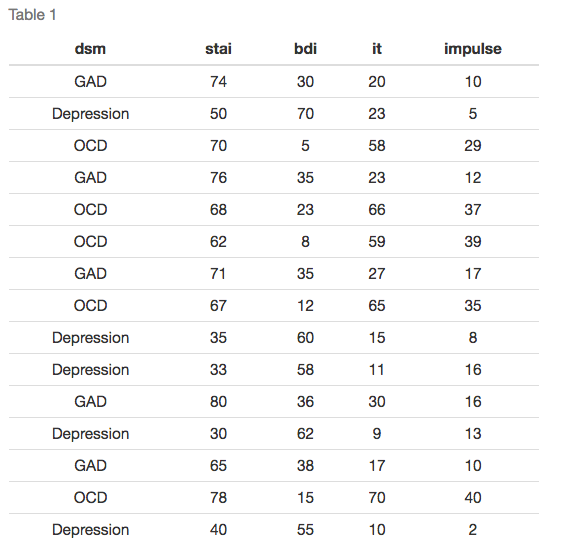 Table 1
dsm stai bdi it impulse
GAD 74 30 20 10
Depression 50 70 23 5
OCD 70 5 58 29
GAD 76 35 23 12
OCD 68 23 66 37
OCD 62 8 59 39
GAD 71 35 27 17
OCD 67 12 65 35
Depression 35 60 15 8
Depression 33 58 11 16
GAD 80 36 30 16
Depression 30 62 9 13
GAD 65 38 17 10
OCD 78 15 70 40
Depression 40 55 10 2